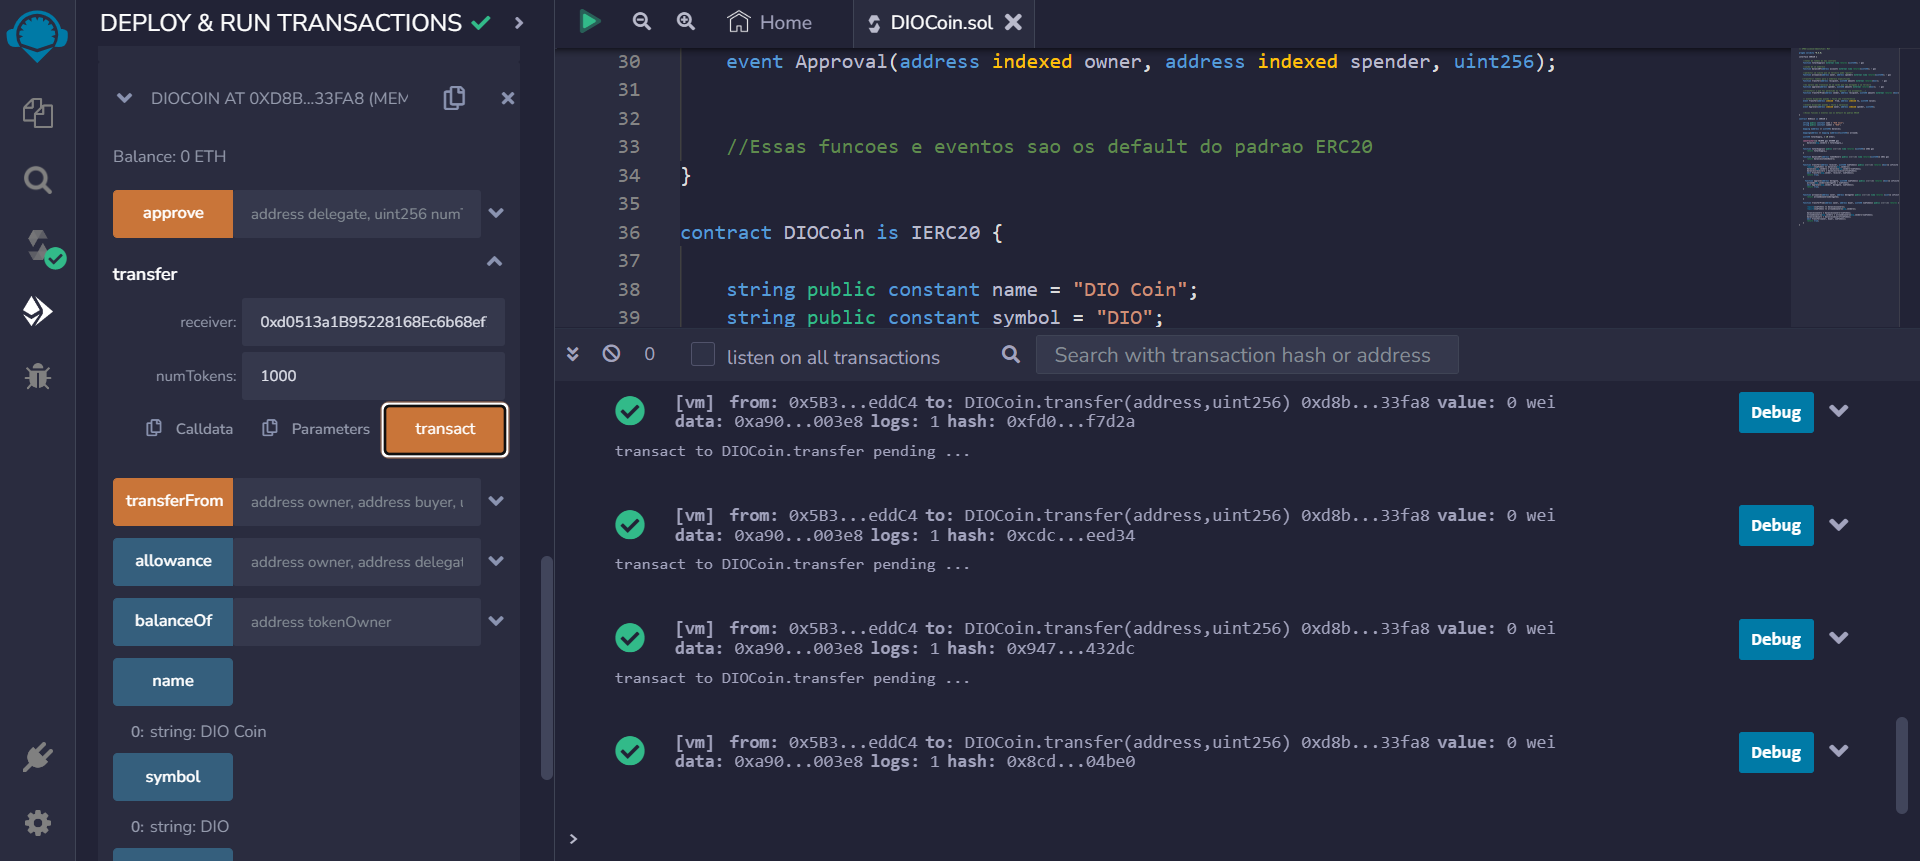 DEPLOY & RUN TRANSACTIONS
DIOCOIN AT 0XD8B...33FA8 (MEM
Balance: 0 ETH
approve
address delegate, uint256 numT
transfer
receiver: 0xd0513a1B95228168Ec6b68ef
numTokens: 1000
Calldata Parameters transact
transferFrom
address owner, address buyer, u
allowance
address owner, address delegat
balanceOf
address tokenOwner
name
0: string: DIO Coin
symbol
0: string: DIO
Home
DIOCoin.sol
30 event Approval(address indexed owner, address indexed spender, uint256);
31
32
33 //Essas funcoes e eventos sao os default do padrao ERC20
34 }
35
36 contract DIOCoin is IERC20 {
37
38 string public constant name = "DIO Coin";
39 string public constant symbol = "DIO";
0 listen on all transactions Search with transaction hash or address
[vm] from: 0x5B3...eddC4 to: DIOCoin.transfer(address,uint256) 0xd8b...33fa8 value: 0 wei
data: 0xa90...003e8 logs: 1 hash: 0xfd0...f7d2a
Debug
transact to DIOCoin.transfer pending ...
[vm] from: 0x5B3...eddC4 to: DIOCoin.transfer(address,uint256) 0xd8b...33fa8 value: 0 wei
data: 0xa90...003e8 logs: 1 hash: 0xcdc...eed34
Debug
transact to DIOCoin.transfer pending ...
[vm] from: 0x5B3...eddC4 to: DIOCoin.transfer(address,uint256) 0xd8b...33fa8 value: 0 wei
data: 0xa90...003e8 logs: 1 hash: 0x947...432dc
Debug
transact to DIOCoin.transfer pending ...
[vm] from: 0x5B3...eddC4 to: DIOCoin.transfer(address,uint256) 0xd8b...33fa8 value: 0 wei
data: 0xa90...003e8 logs: 1 hash: 0x8cd...04be0
Debug
>